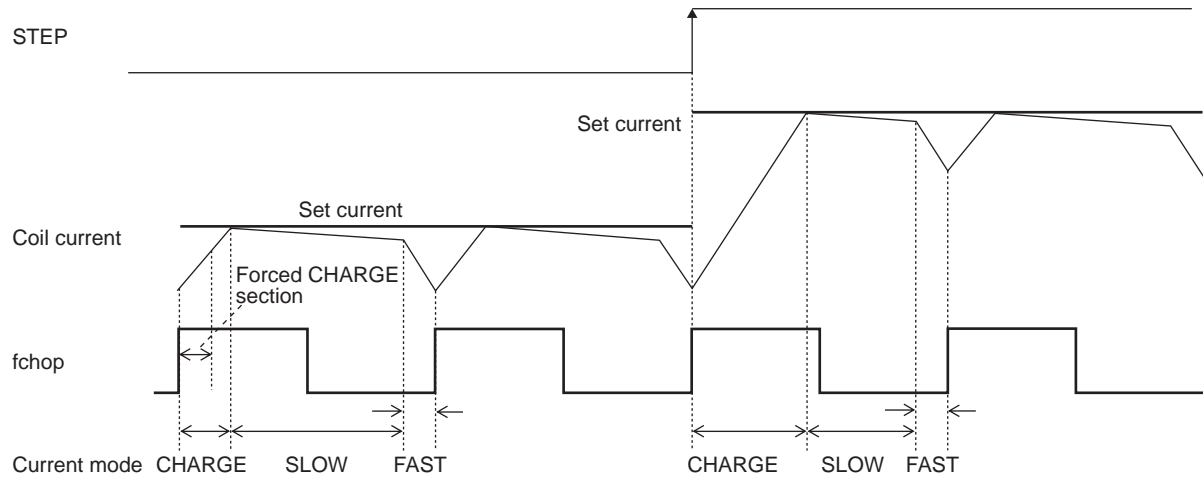 STEP
Set current
Set current
Coil current
Forced CHARGE
section
fchop
Current mode CHARGE SLOW FAST CHARGE SLOW FAST